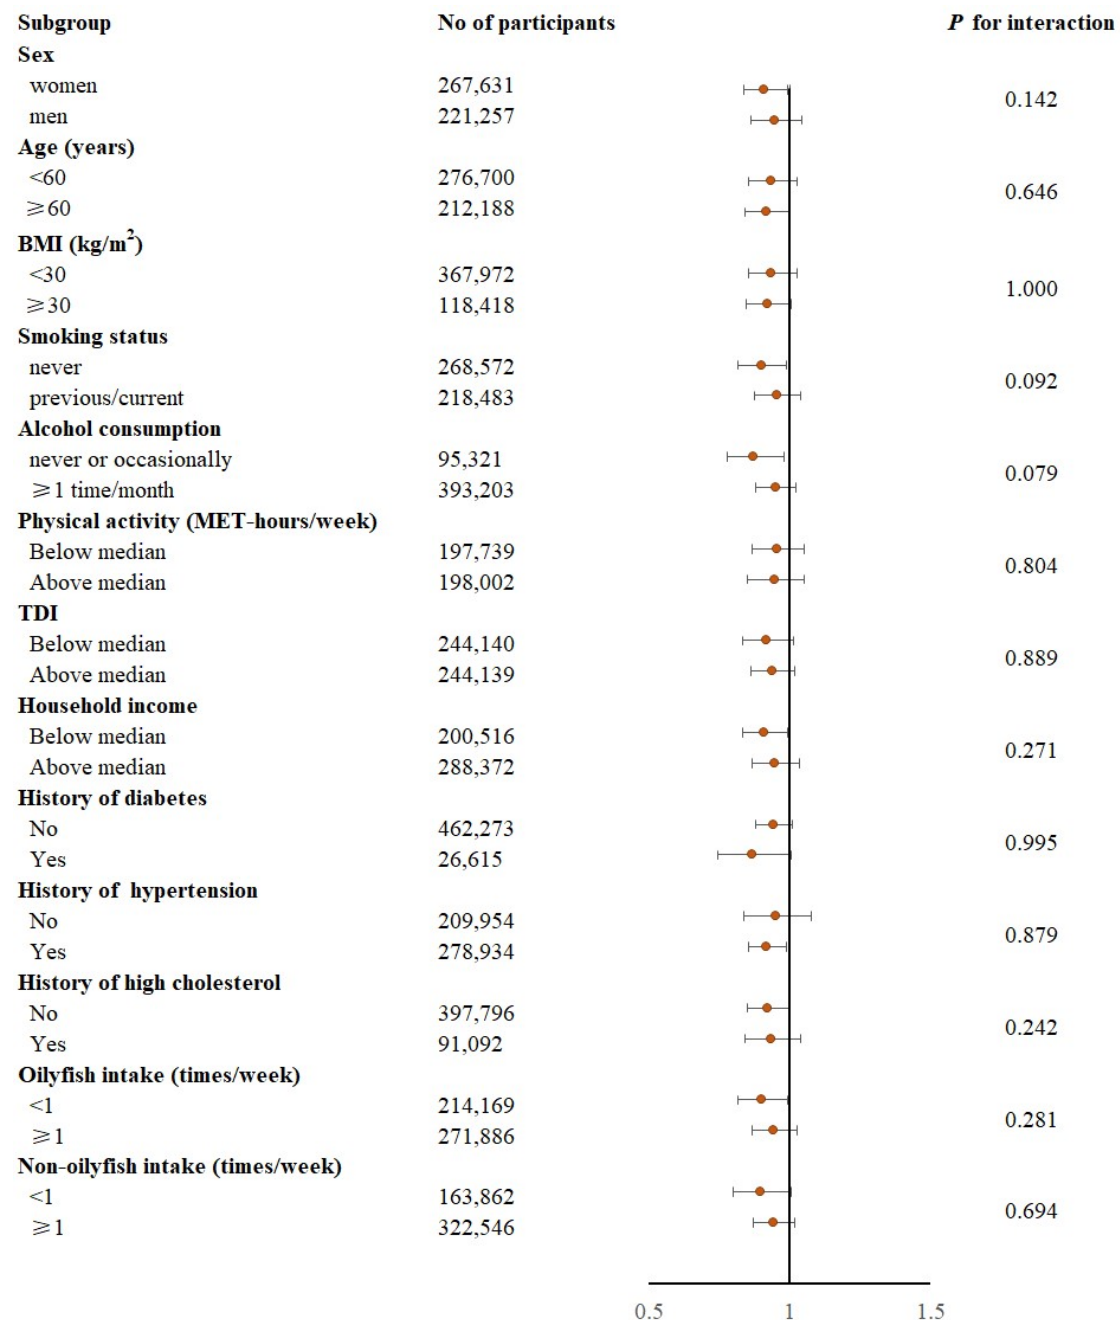 Subgroup No of participants P for interaction
Sex
women 267,631
0.142
men 221,257
Age (years)
<60 276,700
0.646
⩾60 212,188
BMI (kg/m²)
<30 367,972
1.000
⩾30 118,418
Smoking status
never 268,572
0.092
previous/current 218,483
Alcohol consumption
never or occasionally 95,321
0.079
⩾1 time/month 393,203
Physical activity (MET-hours/week)
Below median 197,739
0.804
Above median 198,002
TDI
Below median 244,140
0.889
Above median 244,139
Household income
Below median 200,516
0.271
Above median 288,372
History of diabetes
No 462,273
0.995
Yes 26,615
History of hypertension
No 209,954
0.879
Yes 278,934
History of high cholesterol
No 397,796
0.242
Yes 91,092
Oilyfish intake (times/week)
<1 214,169
0.281
⩾1 271,886
Non-oilyfish intake (times/week)
<1 163,862
0.694
⩾1 322,546
0.5 1 1.5